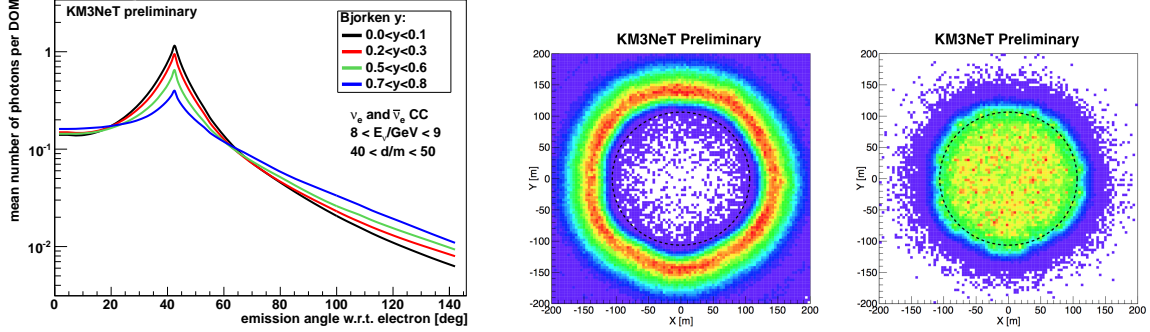 KM3NeT preliminary
Bjorken y:
0.0<y<0.1
0.2<y<0.3
0.5<y<0.6
0.7<y<0.8
νe and ν̄e CC
8 < Eν/GeV < 9
40 < d/m < 50
mean number of photons per DOM
1
10⁻¹
10⁻²
0 20 40 60 80 100 120 140
emission angle w.r.t. electron [deg]
KM3NeT Preliminary
Y [m]
200
150
100
50
0
-50
-100
-150
-200
-200 -150 -100 -50 0 50 100 150 200
X [m]
KM3NeT Preliminary
Y [m]
200
150
100
50
0
-50
-100
-150
-200
-200 -150 -100 -50 0 50 100 150 200
X [m]